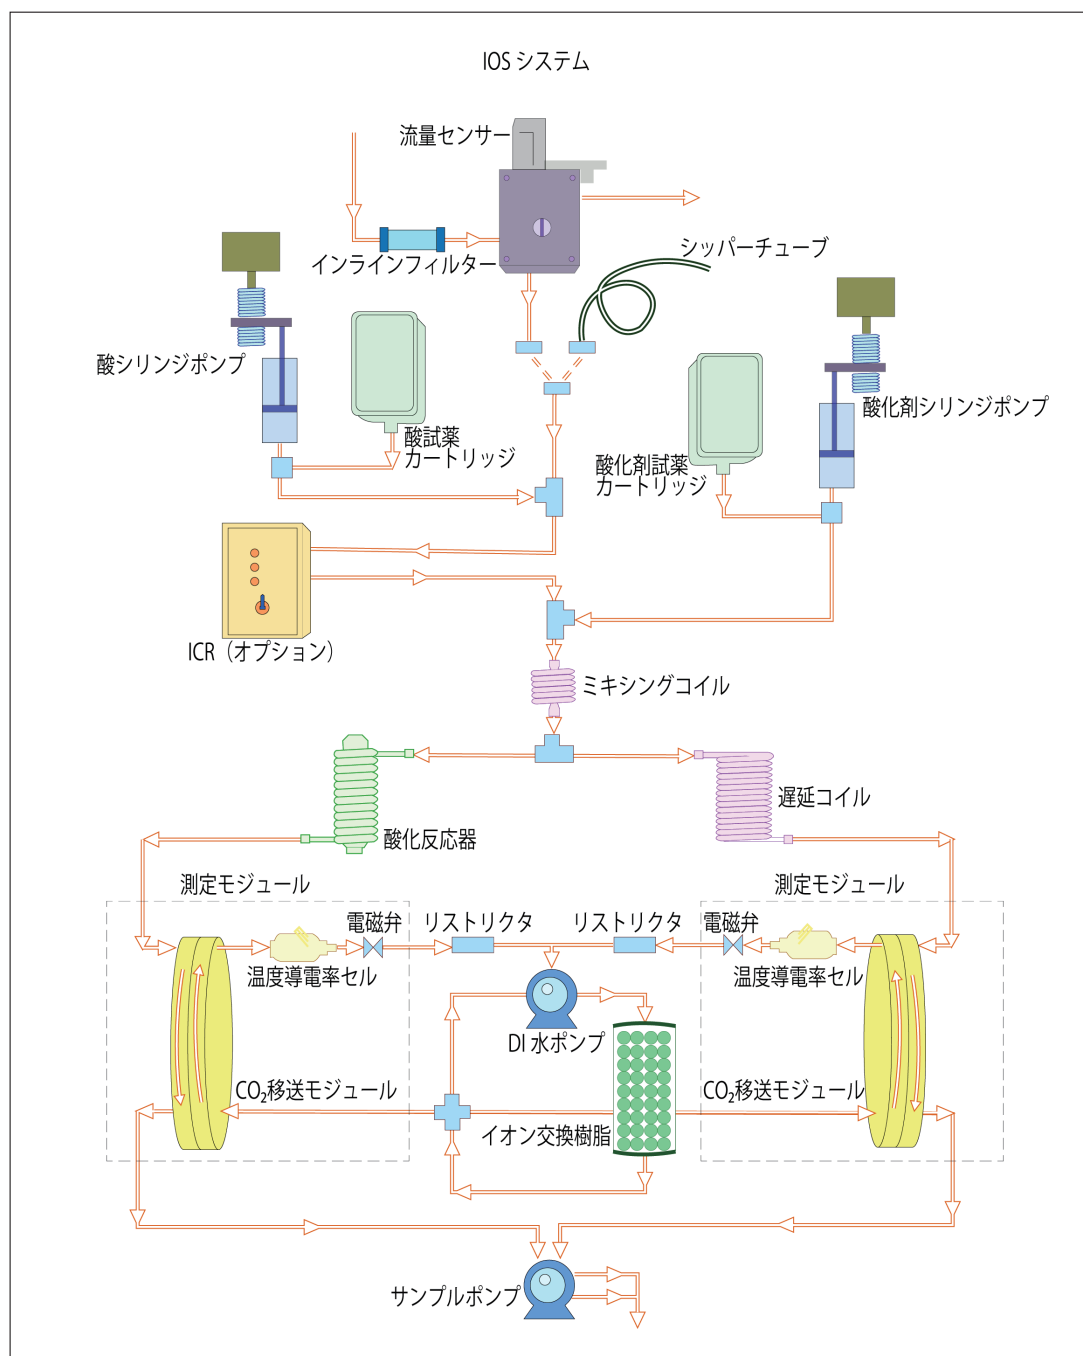 IOS システム
流量センサー
インラインフィルター
シッパーチューブ
酸シリンジポンプ
酸試薬
カートリッジ
酸化剤シリンジポンプ
酸化剤試薬
カートリッジ
ICR（オプション）
ミキシングコイル
遅延コイル
酸化反応器
測定モジュール
測定モジュール
電磁弁
リストリクタ
リストリクタ
電磁弁
温度導電率セル
温度導電率セル
DI 水ポンプ
CO₂移送モジュール
CO₂移送モジュール
イオン交換樹脂
サンプルポンプ